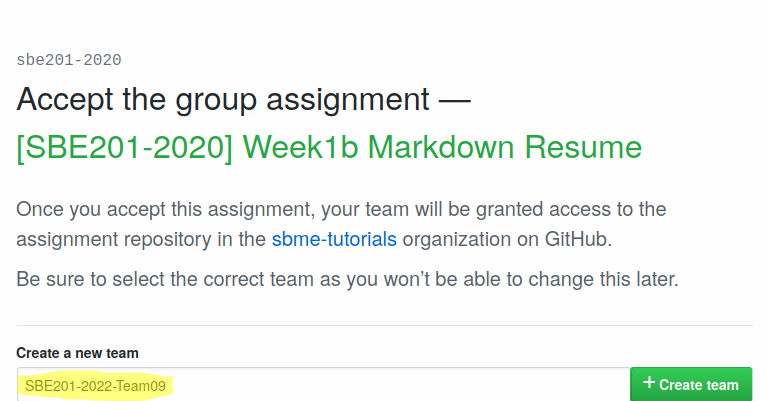 sbe201-2020
Accept the group assignment —
[SBE201-2020] Week1b Markdown Resume
Once you accept this assignment, your team will be granted access to the
assignment repository in the sbme-tutorials organization on GitHub.
Be sure to select the correct team as you won’t be able to change this later.
Create a new team
SBE201-2022-Team09
+ Create team